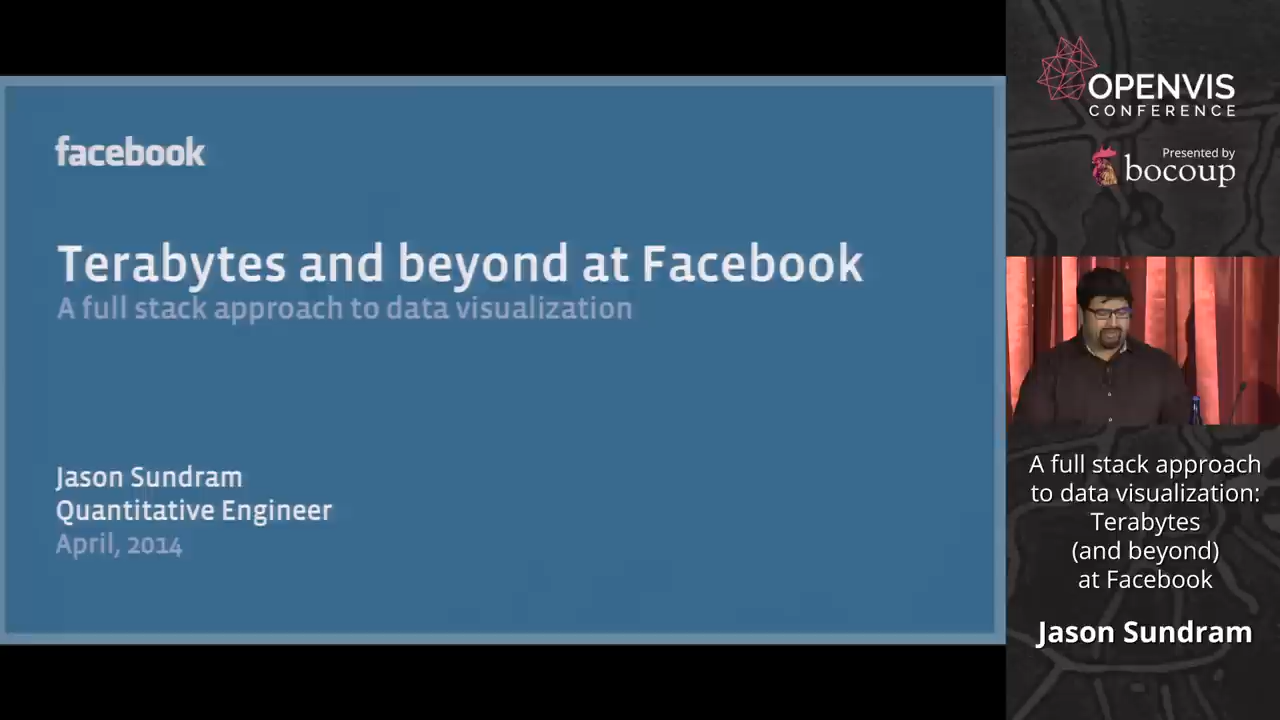 facebook
Terabytes and beyond at Facebook
A full stack approach to data visualization
Jason Sundram
Quantitative Engineer
April, 2014
OPENVIS
CONFERENCE
Presented by
bocoup
A full stack approach
to data visualization:
Terabytes
(and beyond)
at Facebook
Jason Sundram